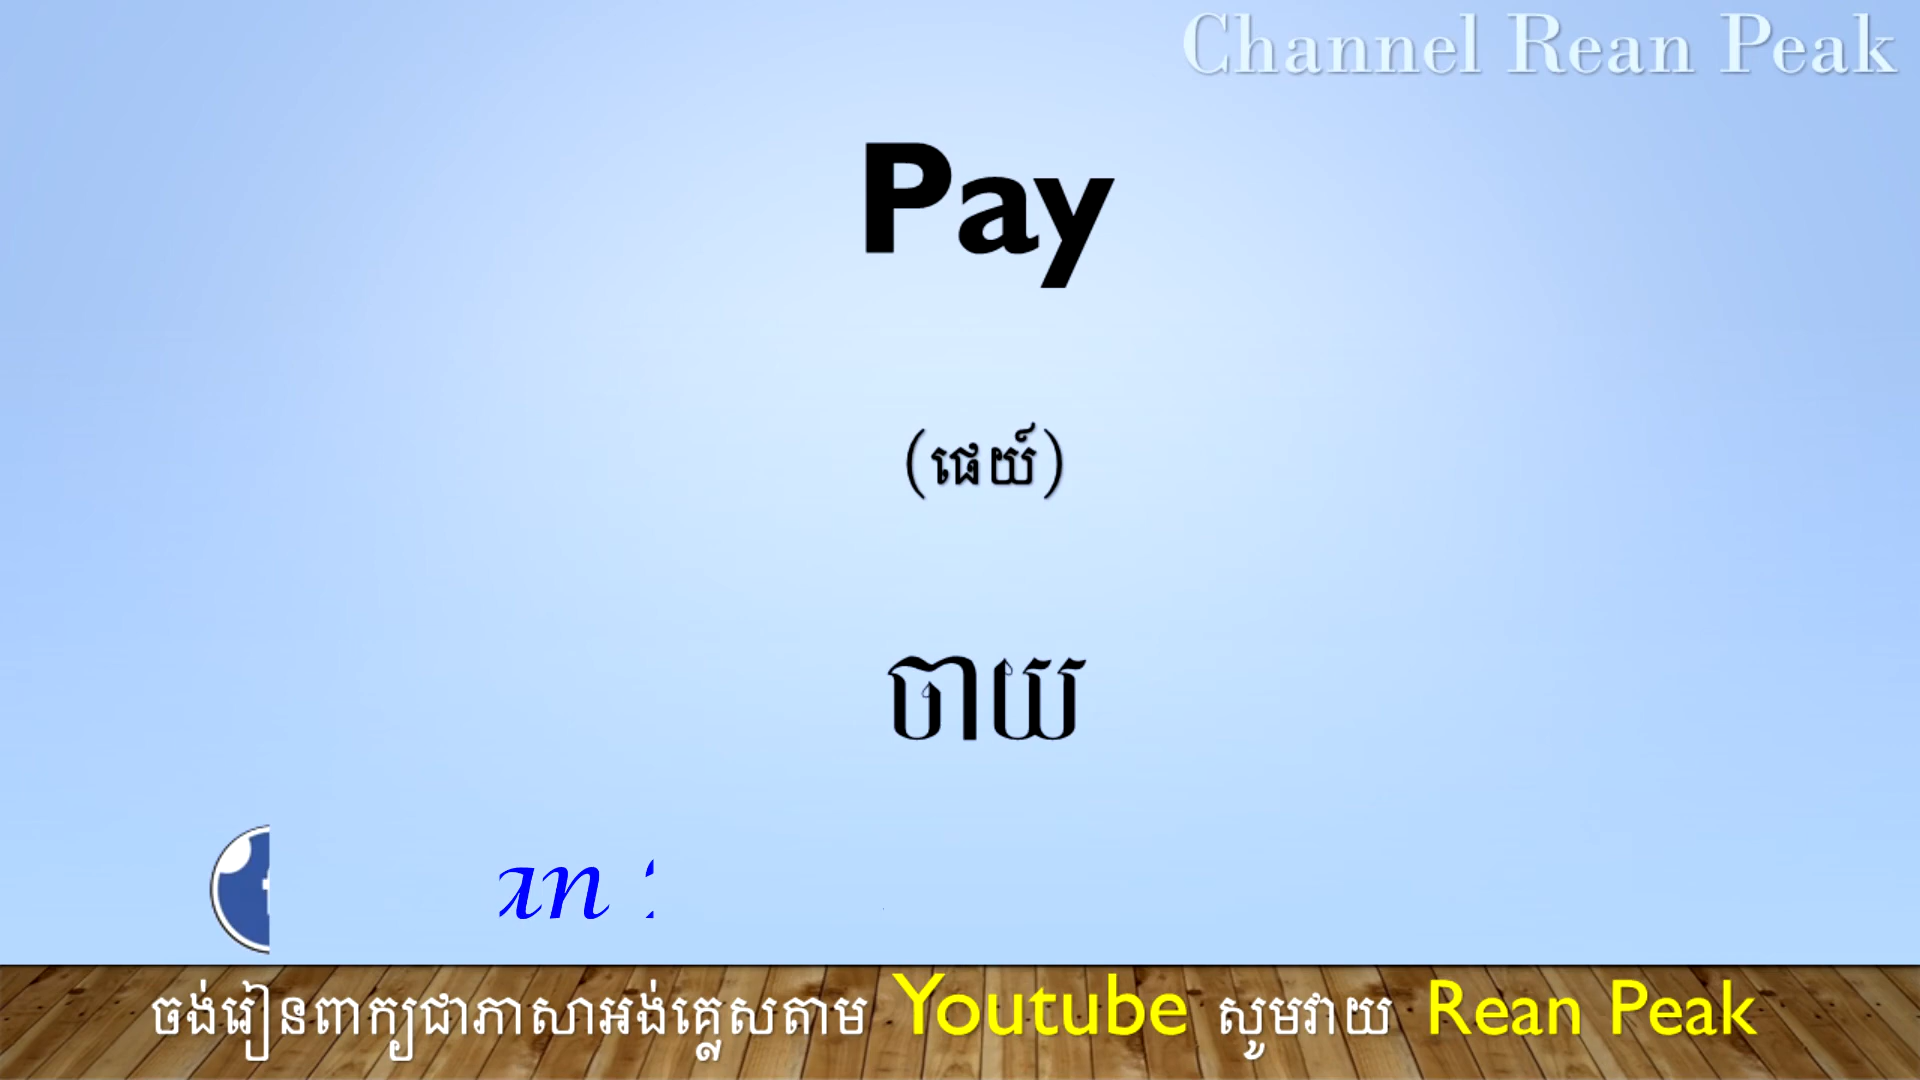 Channel Rean Peak
Pay
(ផេយ៍)
ចាយ
ចង់រៀនពាក្យជាភាសាអង់គ្លេសតាម Youtube សូមវាយ Rean Peak